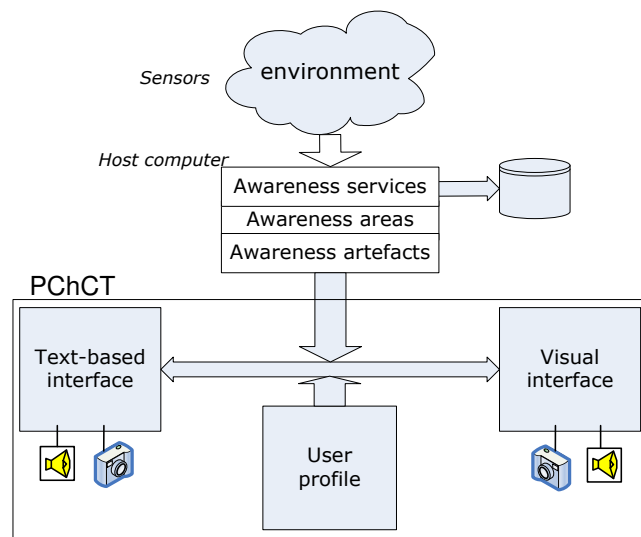 Sensors
environment
Host computer
Awareness services
Awareness areas
Awareness artefacts
PChCT
Text-based
interface
Visual
interface
User
profile